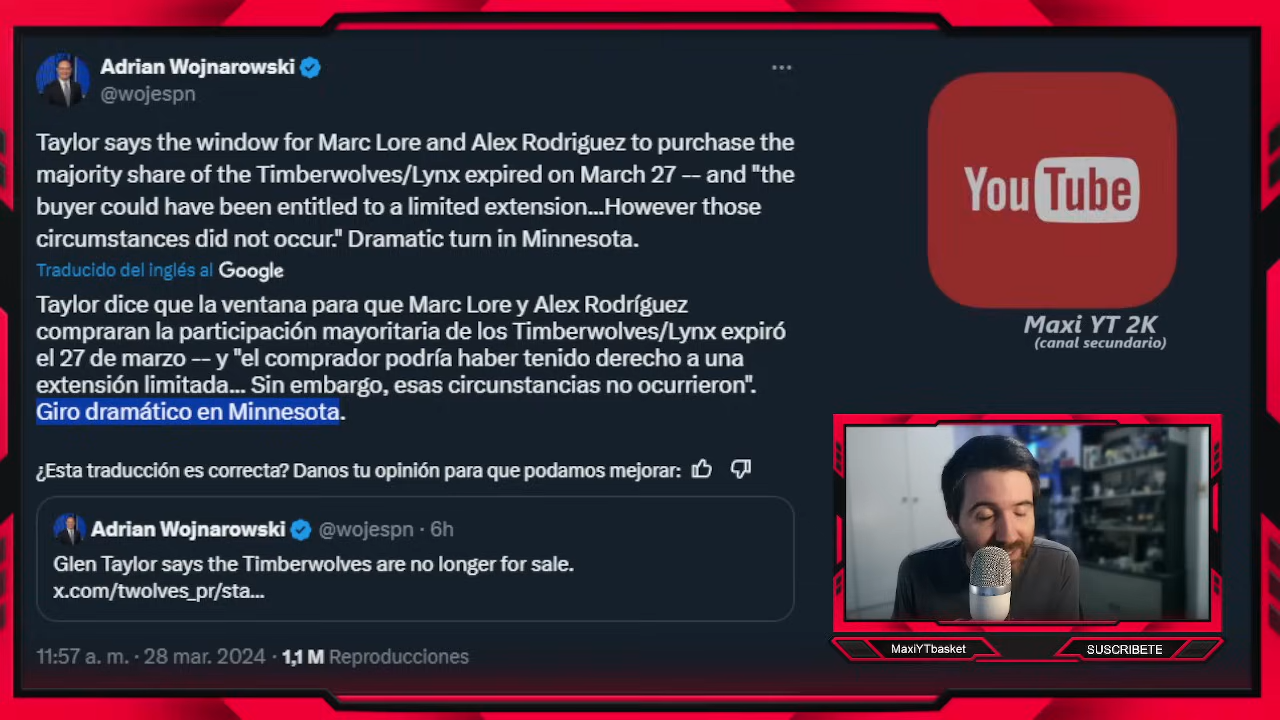 Adrian Wojnarowski
@wojespn
Taylor says the window for Marc Lore and Alex Rodriguez to purchase the
majority share of the Timberwolves/Lynx expired on March 27 -- and "the
buyer could have been entitled to a limited extension...However those
circumstances did not occur." Dramatic turn in Minnesota.
Traducido del inglés al Google
Taylor dice que la ventana para que Marc Lore y Alex Rodríguez
compraran la participación mayoritaria de los Timberwolves/Lynx expiró
el 27 de marzo -- y "el comprador podría haber tenido derecho a una
extensión limitada... Sin embargo, esas circunstancias no ocurrieron".
Giro dramático en Minnesota.
¿Esta traducción es correcta? Danos tu opinión para que podamos mejorar:
Adrian Wojnarowski @wojespn · 6h
Glen Taylor says the Timberwolves are no longer for sale.
x.com/twolves_pr/sta...
11:57 a. m. · 28 mar. 2024 · 1,1 M Reproducciones
YouTube
Maxi YT 2K
(canal secundario)
MaxiYTbasket
SUSCRIBETE